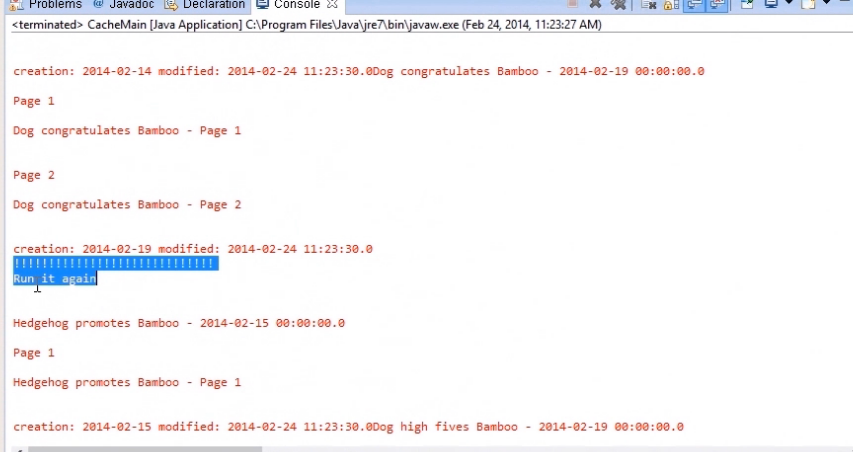 Problems @ Javadoc Declaration Console
<terminated> CacheMain [Java Application] C:\Program Files\Java\jre7\bin\javaw.exe (Feb 24, 2014, 11:23:27 AM)
creation: 2014-02-14 modified: 2014-02-24 11:23:30.0Dog congratulates Bamboo - 2014-02-19 00:00:00.0
Page 1
Dog congratulates Bamboo - Page 1
Page 2
Dog congratulates Bamboo - Page 2
creation: 2014-02-19 modified: 2014-02-24 11:23:30.0
!!!!!!!!!!!!!!!!!!!!!!!!!!!!!
Run it again
Hedgehog promotes Bamboo - 2014-02-15 00:00:00.0
Page 1
Hedgehog promotes Bamboo - Page 1
creation: 2014-02-15 modified: 2014-02-24 11:23:30.0Dog high fives Bamboo - 2014-02-19 00:00:00.0